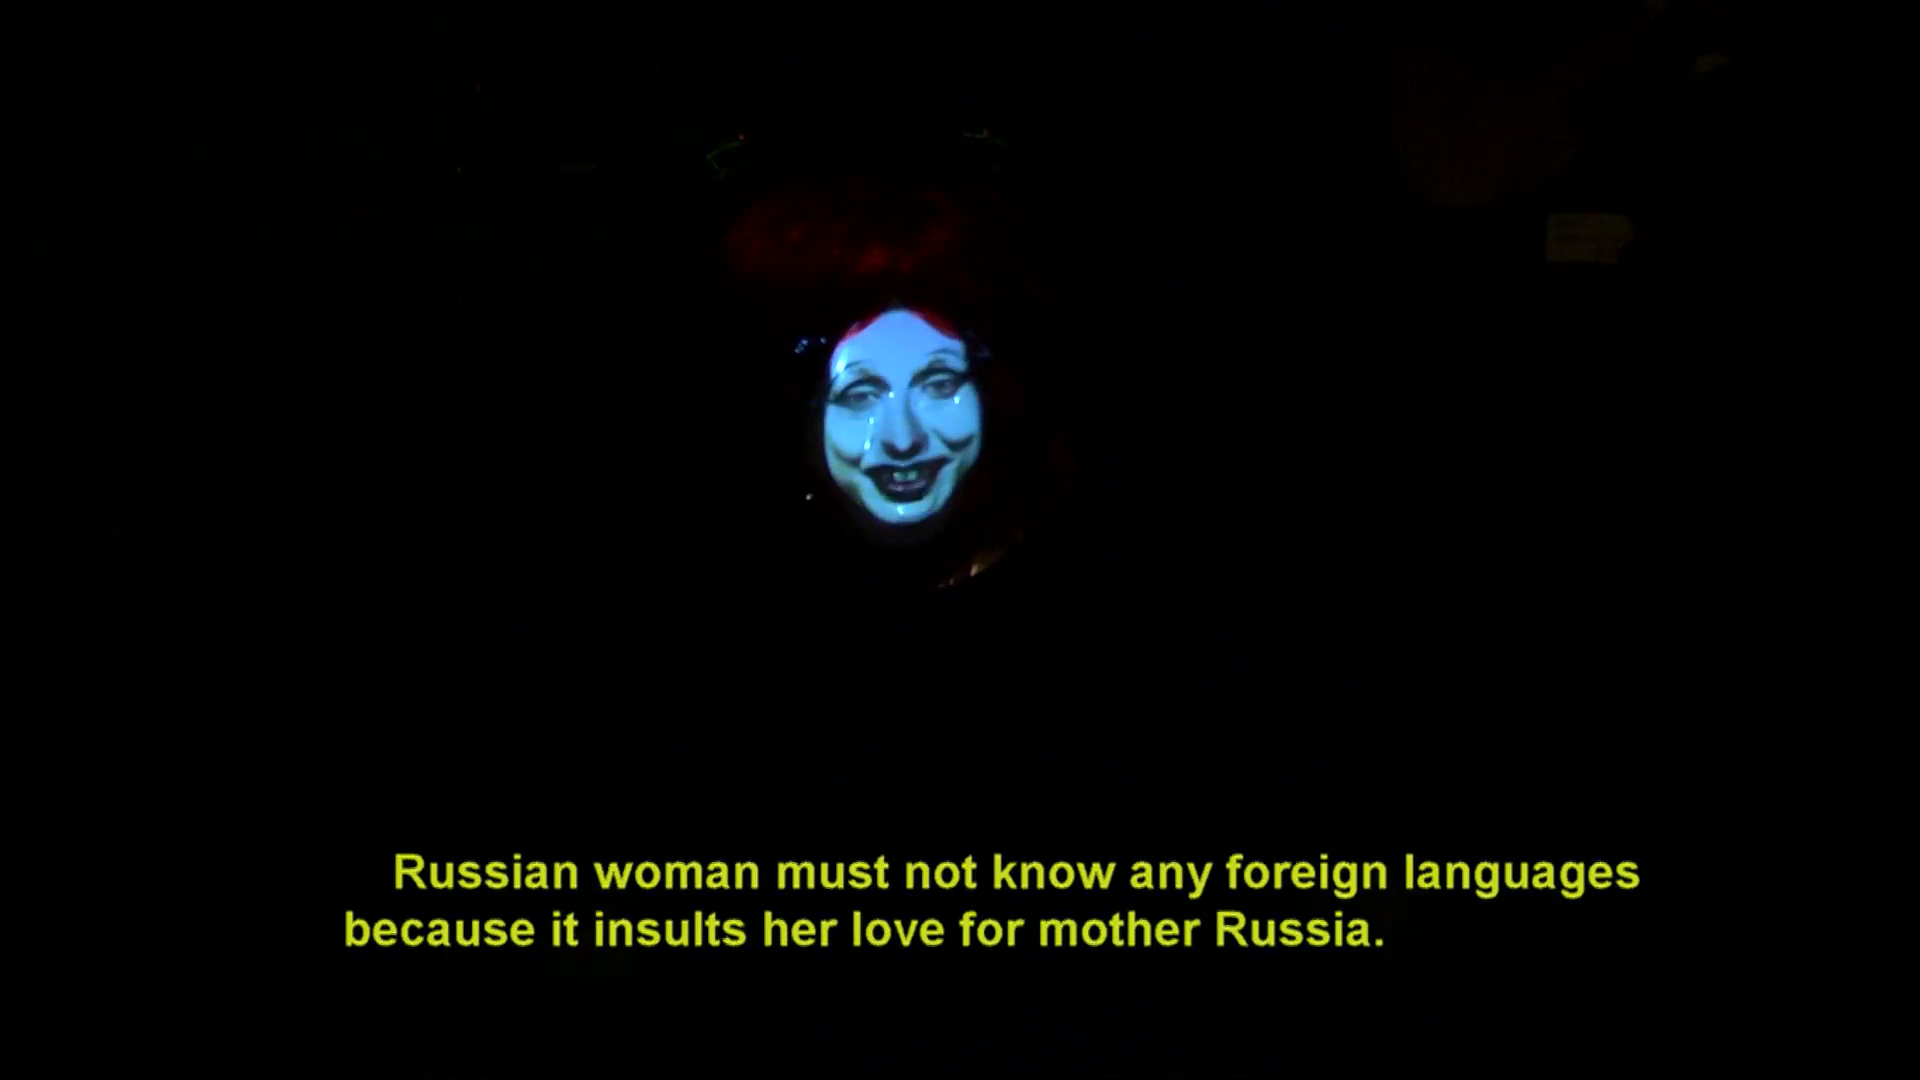 Russian woman must not know any foreign languages
because it insults her love for mother Russia.